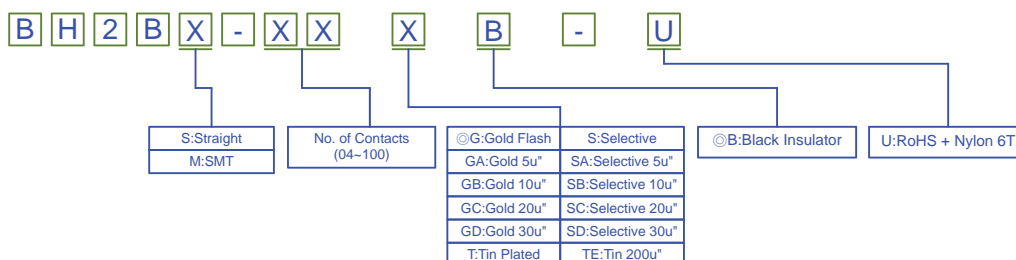 B H 2 B X - X X X B - U
S:Straight
M:SMT
No. of Contacts
(04~100)
◎G:Gold Flash S:Selective
GA:Gold 5u" SA:Selective 5u"
GB:Gold 10u" SB:Selective 10u"
GC:Gold 20u" SC:Selective 20u"
GD:Gold 30u" SD:Selective 30u"
T:Tin Plated TE:Tin 200u"
◎B:Black Insulator
U:RoHS + Nylon 6T